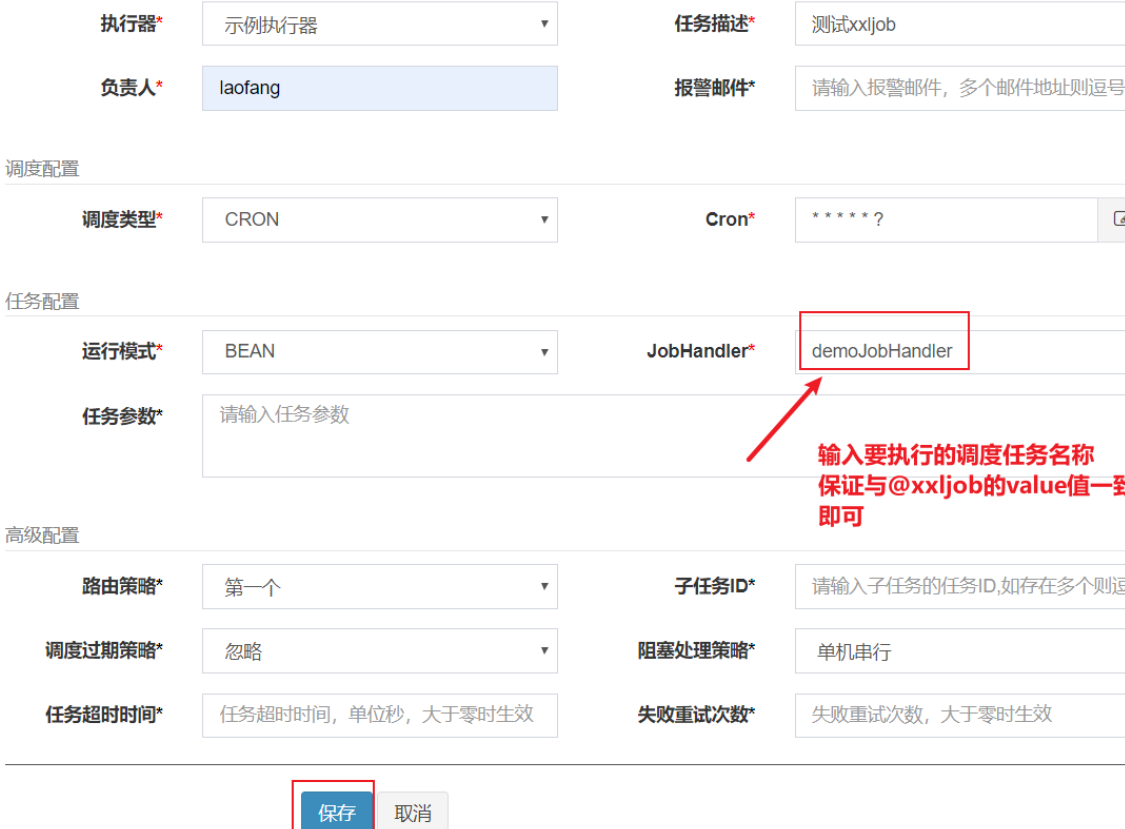 执行器* 示例执行器 任务描述* 测试xxljob
负责人* laofang 报警邮件* 请输入报警邮件，多个邮件地址则逗号
调度配置
调度类型* CRON Cron* * * * * * ?
任务配置
运行模式* BEAN JobHandler* demoJobHandler
任务参数* 请输入任务参数
输入要执行的调度任务名称
保证与@xxljob的value值一致
即可
高级配置
路由策略* 第一个 子任务ID* 请输入子任务的任务ID,如存在多个则逗
调度过期策略* 忽略 阻塞处理策略* 单机串行
任务超时时间* 任务超时时间，单位秒，大于零时生效 失败重试次数* 失败重试次数，大于零时生效
保存 取消